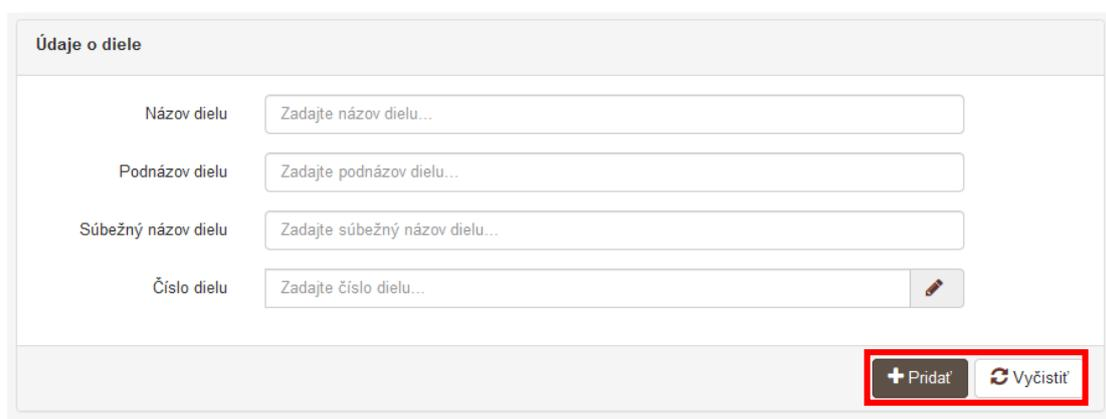 Údaje o diele
Názov dielu Zadajte názov dielu...
Podnázov dielu Zadajte podnázov dielu...
Súbežný názov dielu Zadajte súbežný názov dielu...
Číslo dielu Zadajte číslo dielu...
Pridať Vyčistiť